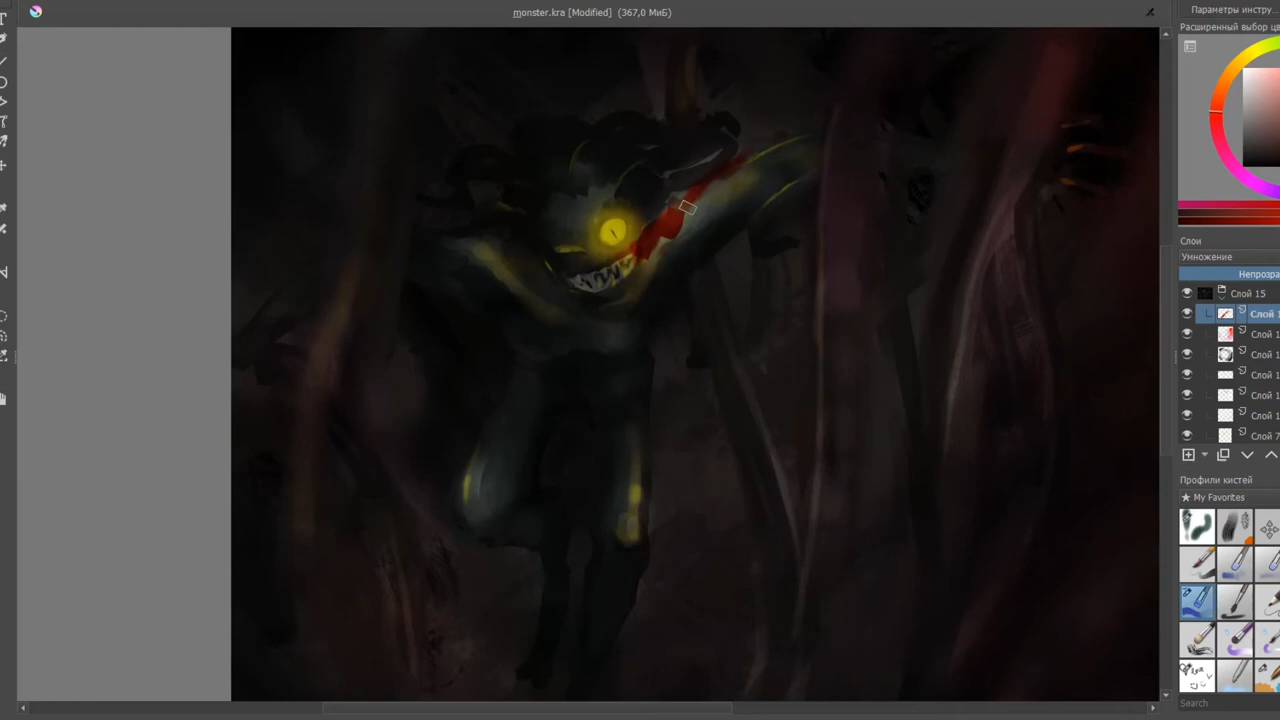 monster.kra [Modified] (367,0 МиБ)
Параметры инстру...
Расширенный выбор цв
Слои
Умножение
Непрозра
Слой 15
Слой 1
Слой 1
Слой 1
Слой 1
Слой 1
Слой 1
Слой 7
Профили кистей
★ My Favorites
Search